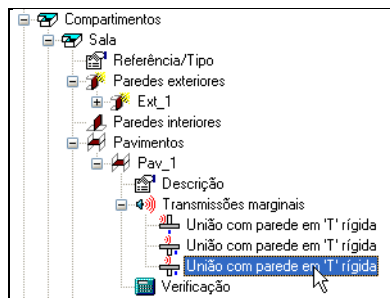 Compartimentos
Sala
Referência/Tipo
Paredes exteriores
Ext_1
Paredes interiores
Pavimentos
Pav_1
Descrição
Transmissões marginais
União com parede em 'T' rígida
União com parede em 'T' rígida
União com parede em 'T' rígida
Verificação